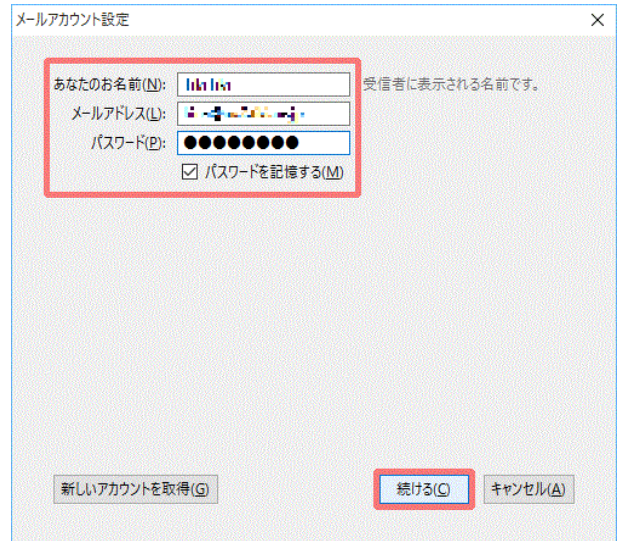 メールアカウント設定
あなたのお名前(N):
受信者に表示される名前です。
メールアドレス(L):
パスワード(P): ●●●●●●●●
パスワードを記憶する(M)
新しいアカウントを取得(G)
続ける(C)
キャンセル(A)